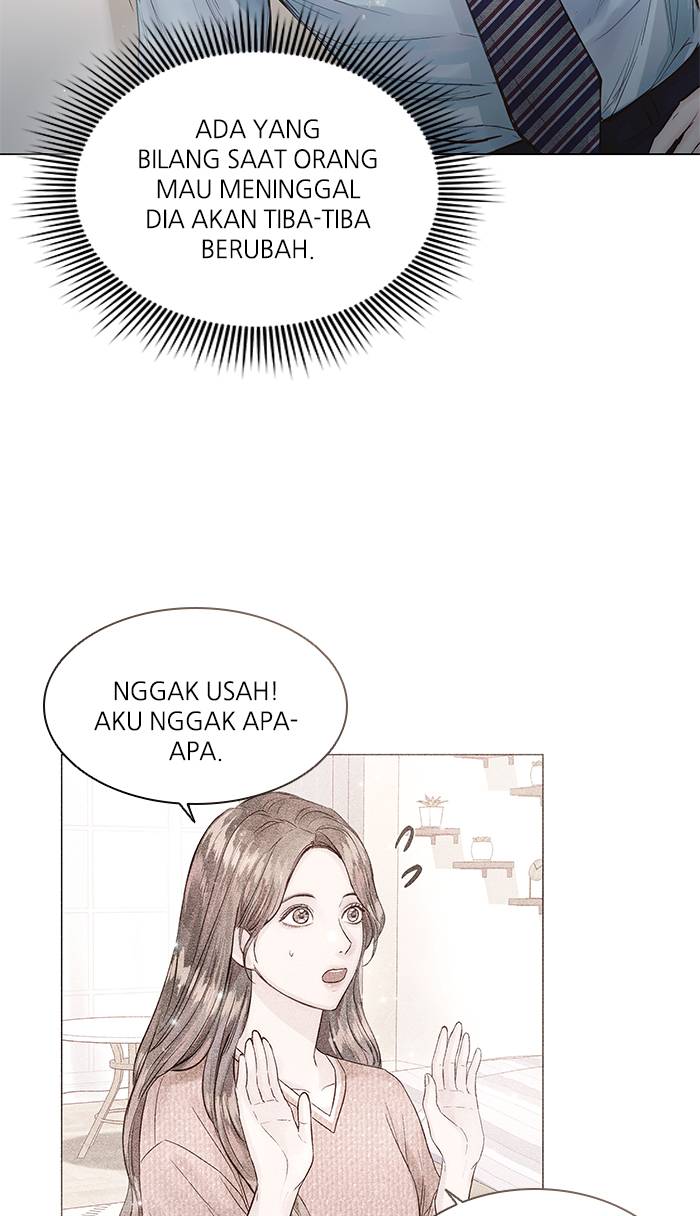 ADA YANG
BILANG SAAT ORANG
MAU MENINGGAL
DIA AKAN TIBA-TIBA
BERUBAH.
NGGAK USAH!
AKU NGGAK APA-
APA.